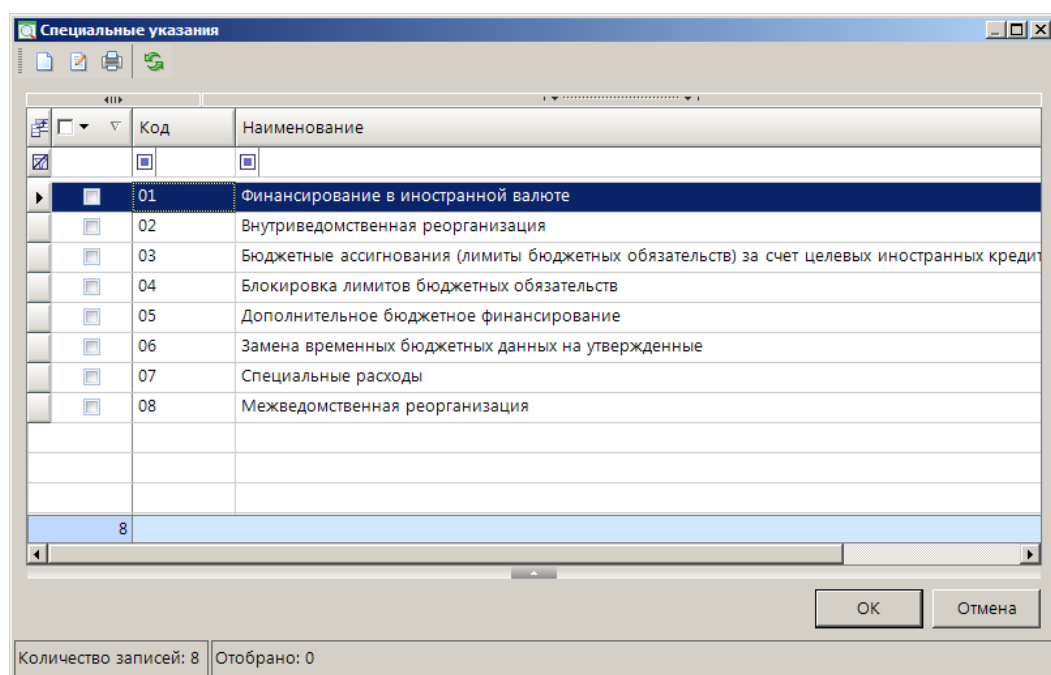 Специальные указания
Код Наименование
01 Финансирование в иностранной валюте
02 Внутриведомственная реорганизация
03 Бюджетные ассигнования (лимиты бюджетных обязательств) за счет целевых иностранных кредит
04 Блокировка лимитов бюджетных обязательств
05 Дополнительное бюджетное финансирование
06 Замена временных бюджетных данных на утвержденные
07 Специальные расходы
08 Межведомственная реорганизация
8
ОК Отмена
Количество записей: 8 Отобрано: 0